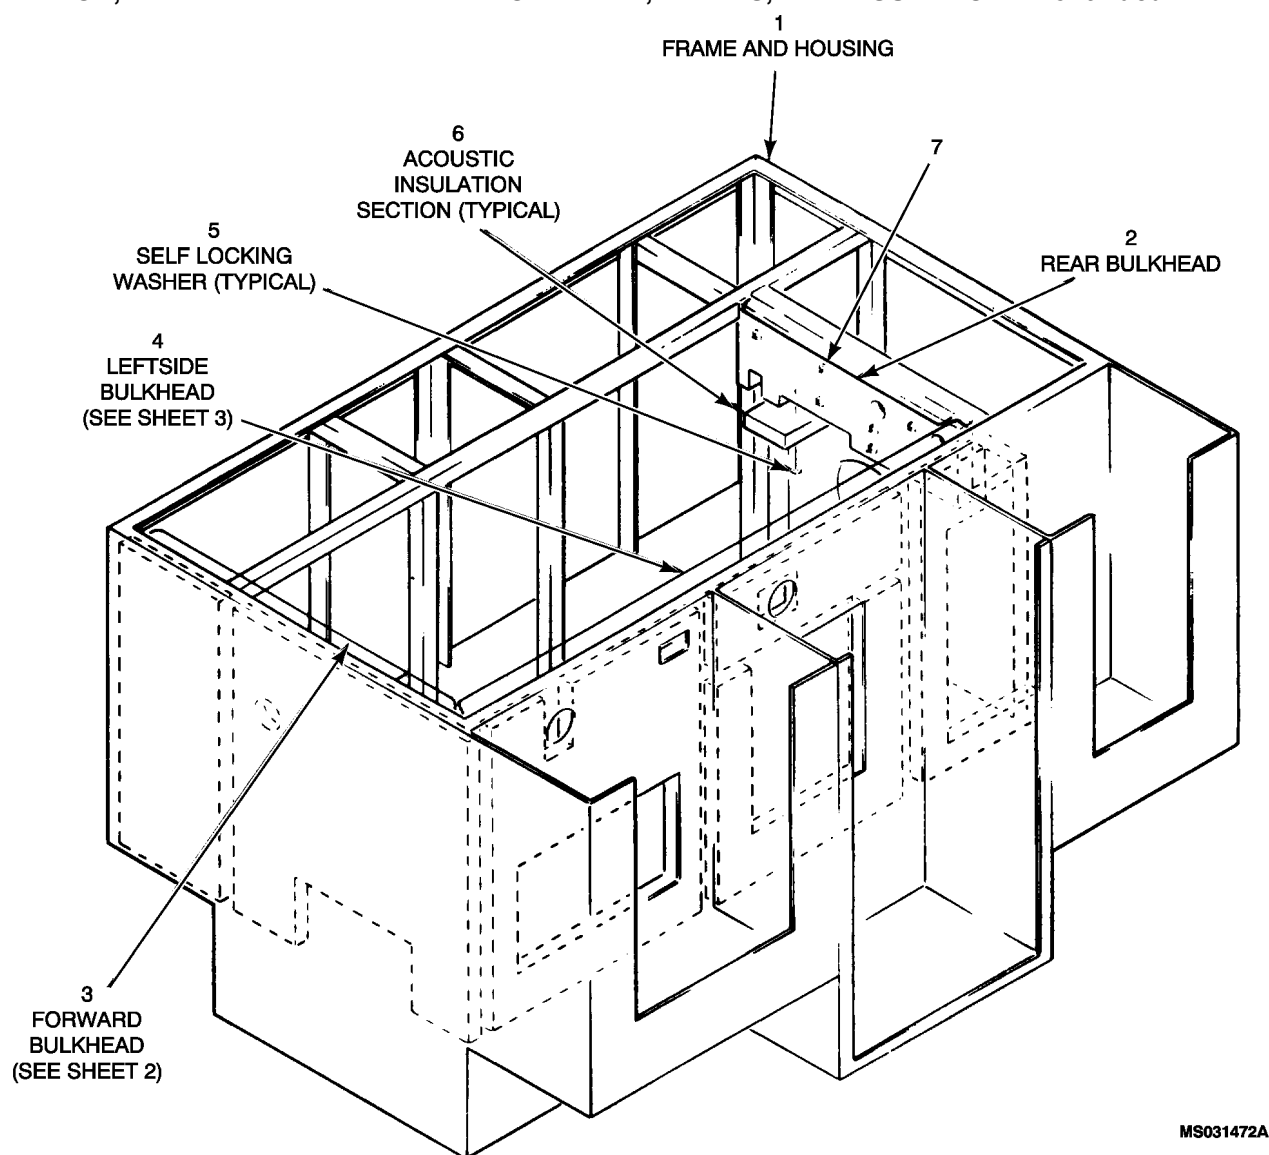 1
FRAME AND HOUSING
6
ACOUSTIC
INSULATION
SECTION (TYPICAL)
7
5
SELF LOCKING
WASHER (TYPICAL)
2
REAR BULKHEAD
4
LEFTSIDE
BULKHEAD
(SEE SHEET 3)
3
FORWARD
BULKHEAD
(SEE SHEET 2)
MS031472A